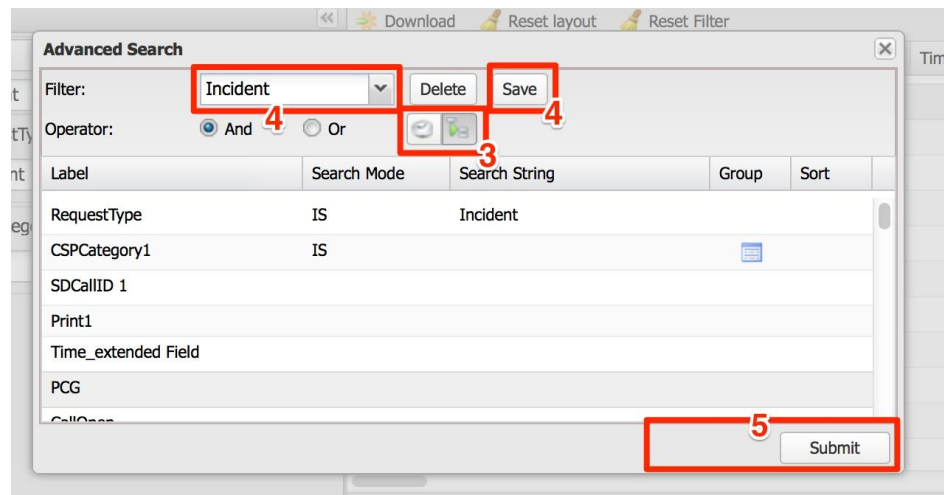 Download Reset layout Reset Filter
Advanced Search
Tim
Filter: Incident Delete Save
4 4
Operator: And Or
3
Label Search Mode Search String Group Sort
RequestType IS Incident
CSPCategory1 IS
SDCallID 1
Print1
Time_extended Field
PCG
CallOpen
5
Submit